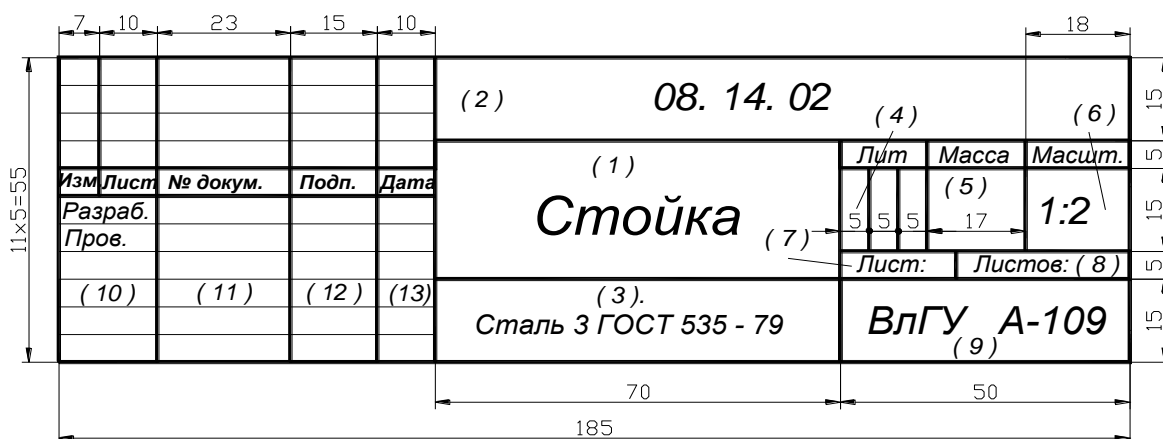 7 10 23 15 10 18
(2) 08. 14. 02 (4) (6) 15
(1) Лит Масса Масшт. 5
Изм Лист № докум. Подп. Дата (5)
11×5=55 Разраб. Стойка 5 5 5 17 1:2 15
Пров. (7)
Лист: Листов: (8) 5
(10) (11) (12) (13) (3).
Сталь 3 ГОСТ 535 - 79 ВлГУ А-109 15
(9)
70 50
185